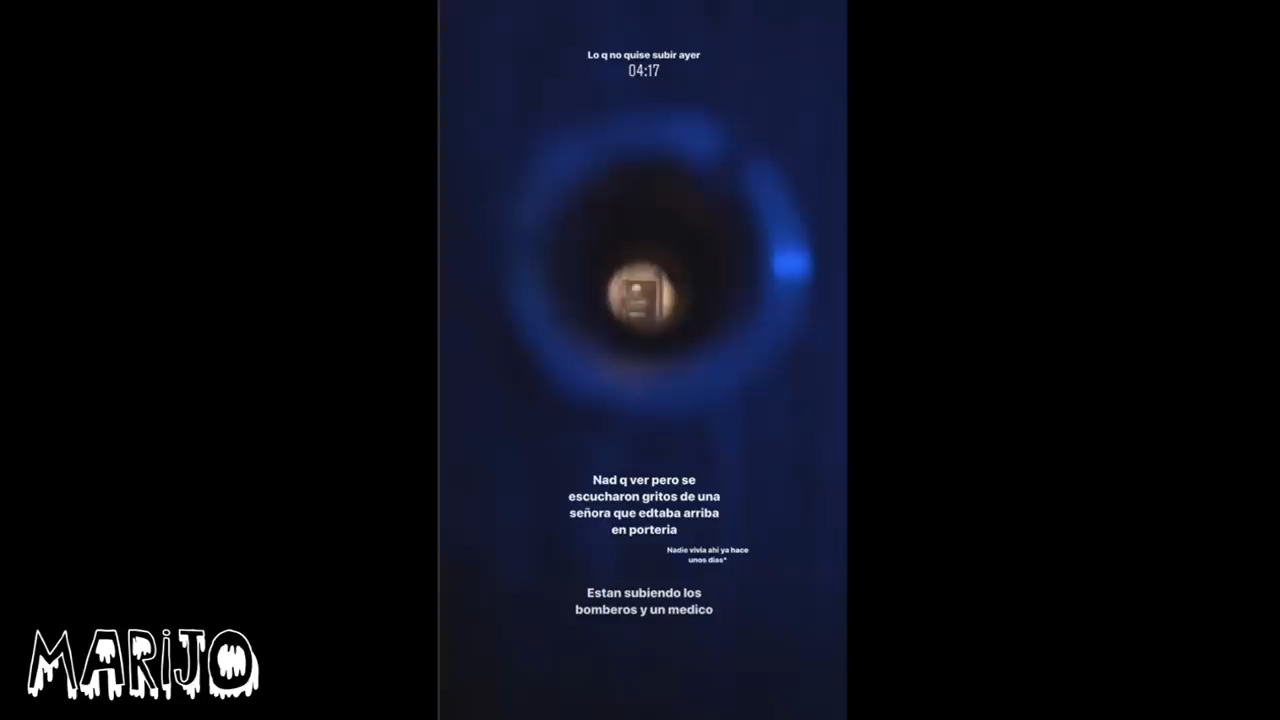 Lo q no quise subir ayer
04:17
Nad q ver pero se
escucharon gritos de una
señora que edtaba arriba
en porteria
Nadie vivia ahi ya hace
unos dias*
Estan subiendo los
bomberos y un medico
MARiJO